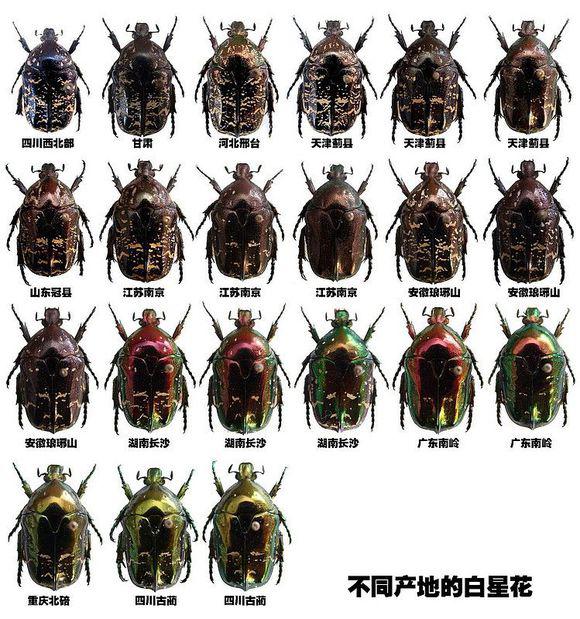 四川西北部
甘肃
河北邢台
天津蓟县
天津蓟县
天津蓟县
山东冠县
江苏南京
江苏南京
江苏南京
安徽琅琊山
安徽琅琊山
安徽琅琊山
湖南长沙
湖南长沙
湖南长沙
广东南岭
广东南岭
重庆北碚
四川古蔺
四川古蔺
不同产地的白星花